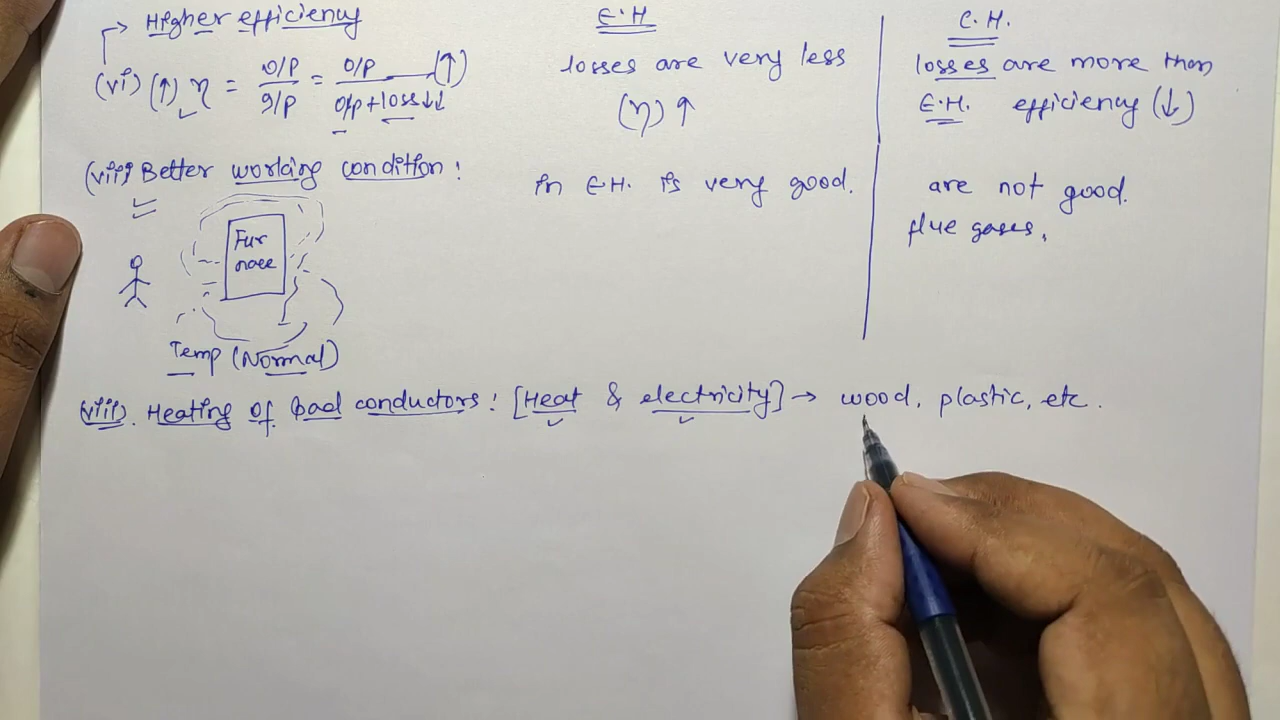 Higher efficiency
(vi) (↑) η = O/P / I/P = O/P / O/P + loss↓↓ (↑)
E.H
losses are very less
(η) ↑
C.H.
losses are more than
E.H. efficiency (↓)
(vii) Better working condition:
in E.H. is very good.
are not good.
flue gases.
Fur
nace
Temp (Normal)
(viii). Heating of bad conductors: [Heat & electricity] → wood, plastic, etc.